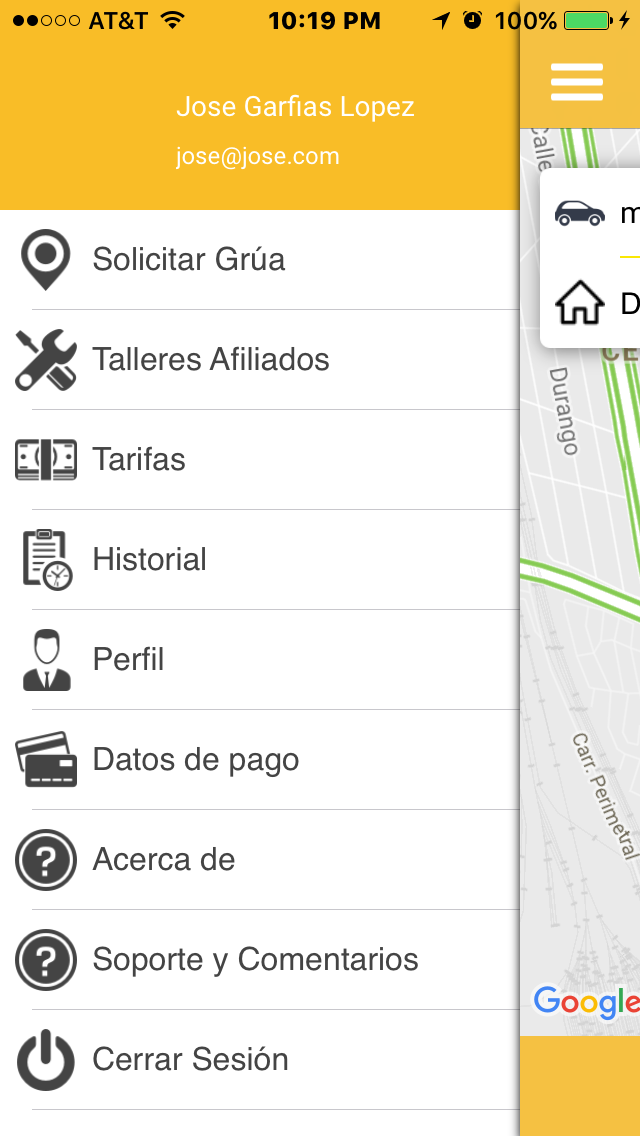 AT&T 10:19 PM 100%
Jose Garfias Lopez
jose@jose.com
Solicitar Grúa
Talleres Afiliados
Tarifas
Historial
Perfil
Datos de pago
Acerca de
Soporte y Comentarios
Cerrar Sesión
Calle
m
D
CE
Durango
Carr. Perimetral
Google